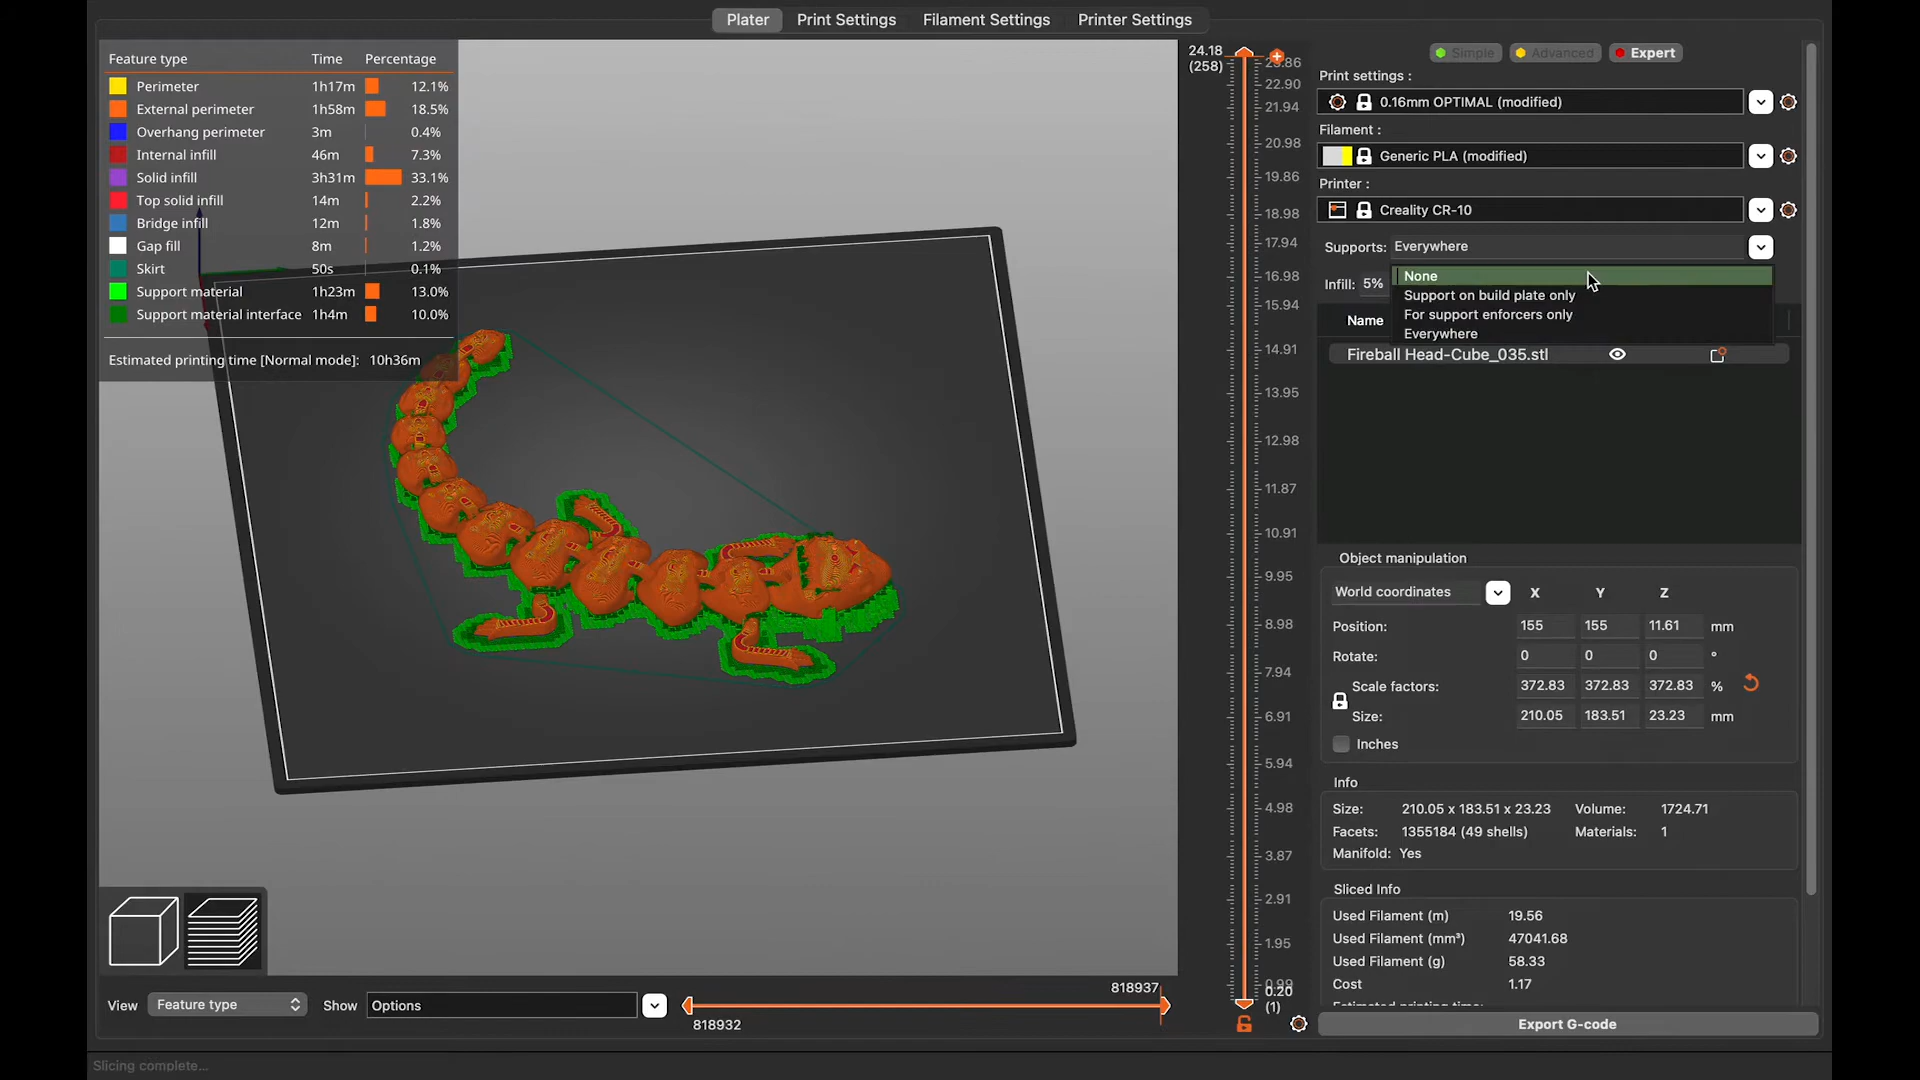 Plater Print Settings Filament Settings Printer Settings
Feature type Time Percentage
Perimeter 1h17m 12.1%
External perimeter 1h58m 18.5%
Overhang perimeter 3m 0.4%
Internal infill 46m 7.3%
Solid infill 3h31m 33.1%
Top solid infill 14m 2.2%
Bridge infill 12m 1.8%
Gap fill 8m 1.2%
Skirt 50s 0.1%
Support material 1h23m 13.0%
Support material interface 1h4m 10.0%
Estimated printing time [Normal mode]: 10h36m
24.18
(258)
23.86
22.90
21.94
20.98
19.86
18.98
17.94
16.98
15.94
14.91
13.95
12.98
11.87
10.91
9.95
8.98
7.94
6.91
5.94
4.98
3.87
2.91
1.95
0.99
0.20
(1)
Simple Advanced Expert
Print settings :
0.16mm OPTIMAL (modified)
Filament :
Generic PLA (modified)
Printer :
Creality CR-10
Supports: Everywhere
None
Support on build plate only
For support enforcers only
Everywhere
Infill: 5%
Name
Fireball Head-Cube_035.stl
Object manipulation
World coordinates X Y Z
Position: 155 155 11.61 mm
Rotate: 0 0 0 °
Scale factors: 372.83 372.83 372.83 %
Size: 210.05 183.51 23.23 mm
Inches
Info
Size: 210.05 x 183.51 x 23.23 Volume: 1724.71
Facets: 1355184 (49 shells) Materials: 1
Manifold: Yes
Sliced Info
Used Filament (m) 19.56
Used Filament (mm³) 47041.68
Used Filament (g) 58.33
Cost 1.17
Estimated printing time:
Export G-code
View Feature type Show Options
818937
818932
Slicing complete...